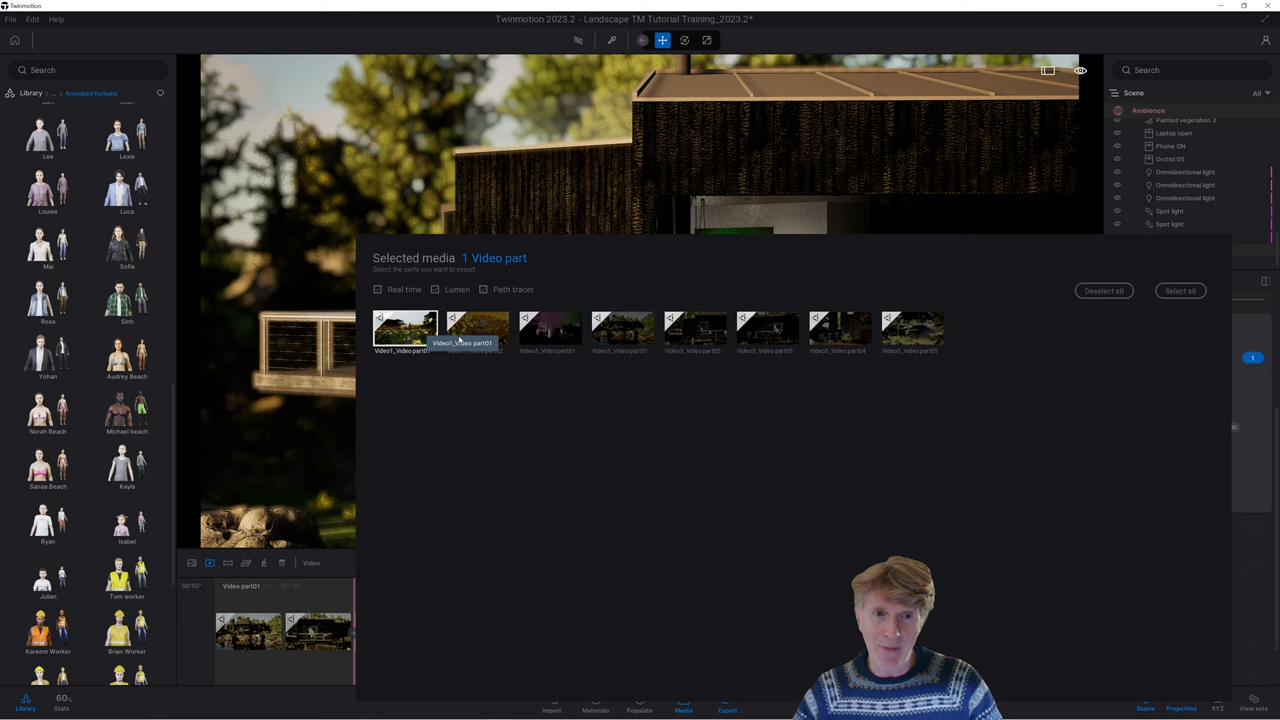 Twinmotion
File Edit Help
Twinmotion 2023.2 - Landscape TM Tutorial Training_2023.2*
Search
Library > ... > Animated humans
Lee Lexie
Louise Luca
Mai Sofia
Rosa Sinh
Yohan Audrey Beach
Norah Beach Michael beach
Sanaa Beach Kayla
Ryan Isabel
Julian Tom worker
Kareem Worker Brian Worker
Search
Scene All
Ambience
Painted vegetation 3
Laptop open
Phone ON
Orchid 05
Omnidirectional light
Omnidirectional light
Omnidirectional light
Spot light
Spot light
Selected media 1 Video part
Select the parts you want to export
Real time Lumen Path tracer
Deselect all Select all
Video1_Video part01
Video3_Video part01 Video3_Video part01 Video3_Video part02 Video3_Video part03 Video3_Video part04 Video3_Video part05
1
Video
00'50" Video part01 00'10"
Library 60% Stats Import Materials Populate Media Export Scene Properties XYZ View sets